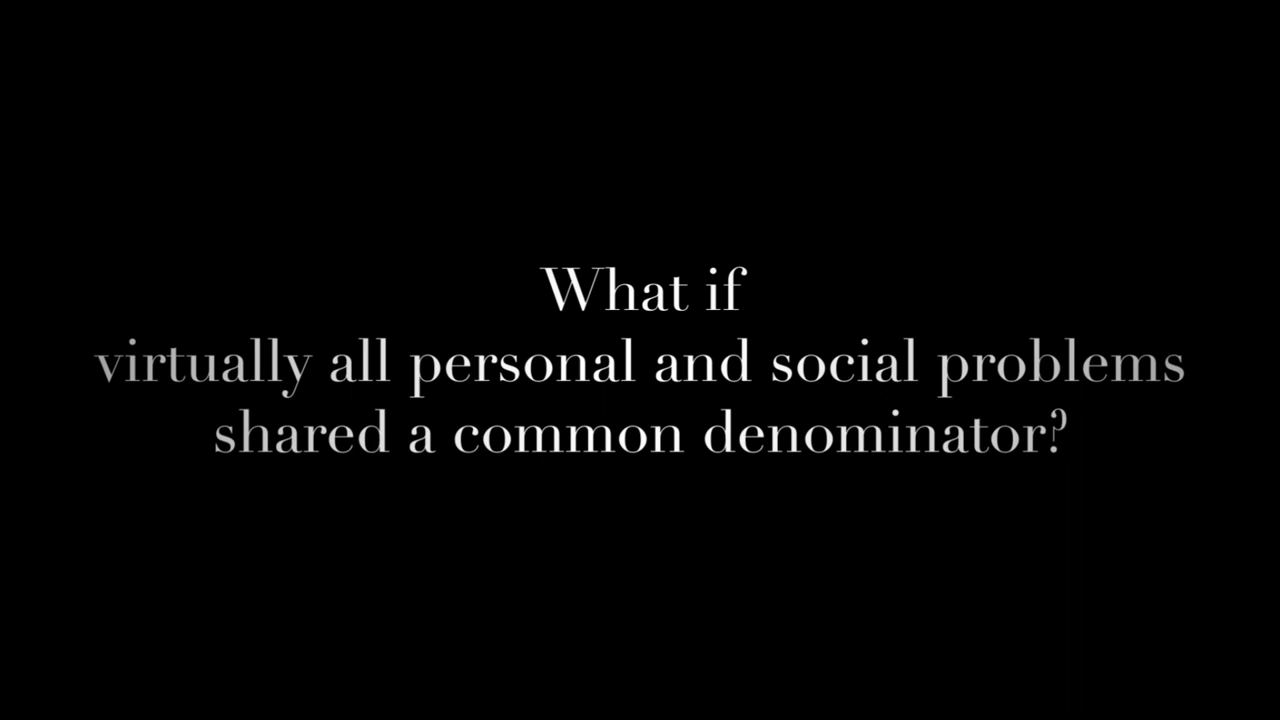 What if
virtually all personal and social problems
shared a common denominator?